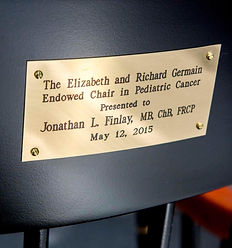 The Elizabeth and Richard Germain
Endowed Chair in Pediatric Cancer
Presented to
Jonathan L. Finlay, MB, ChB, FRCP
May 12, 2015